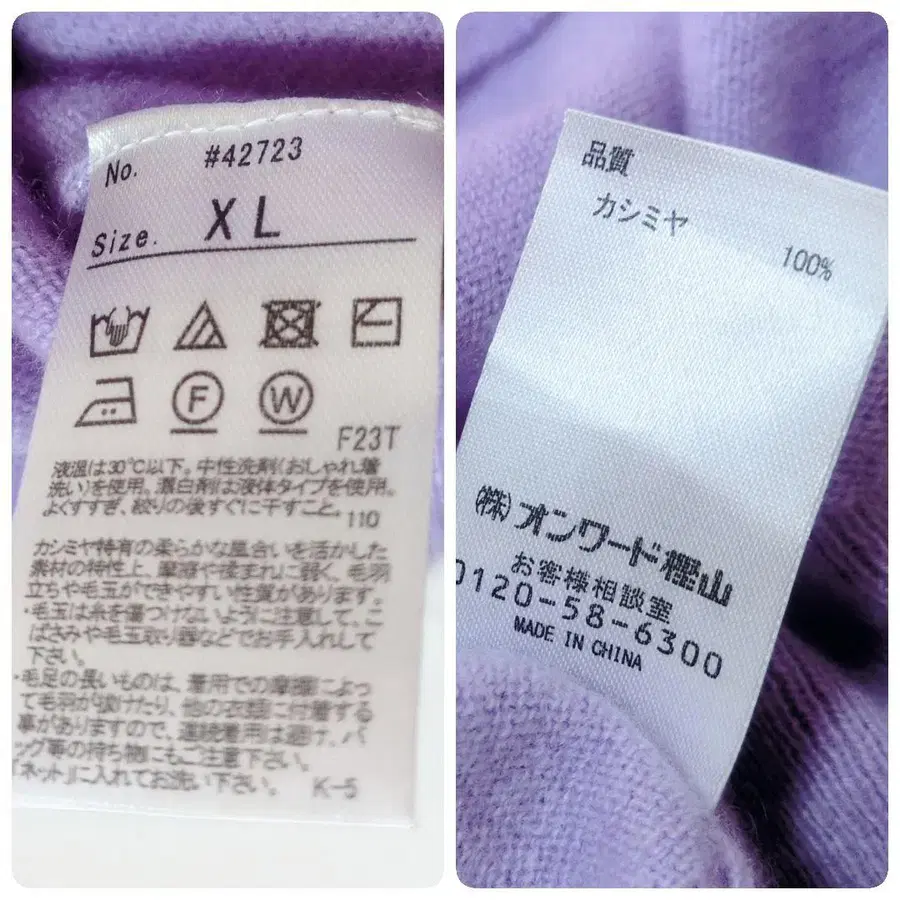 No. #42723
Size. XL
F
W
F23T
液温は30℃以下。中性洗剤(おしゃれ着
洗い)を使用。漂白剤は液体タイプを使用。
よくすすぎ、絞りの後すぐに干すこと。
110
カシミヤ特有の柔らかな風合いを活かした
素材の特性上、摩擦や後まれに弱く、毛羽
立ちや毛玉ができやすい性質があります。
・毛玉は糸を傷つけないように注意して、こ
ばさみや毛玉取り器などでお手入れして
下さい。
・毛足の長いものは、着用での摩擦によっ
て毛羽が抜けたり、他の衣類に付着する
事がありますので、連続着用は避け、バ
ッグ等の持ち物にもご注意下さい。
「ネット」に入れてお洗い下さい。
K-5
品質
カシミヤ
100%
㈱オンワード樫山
お客様相談室
0120-58-6300
MADE IN CHINA